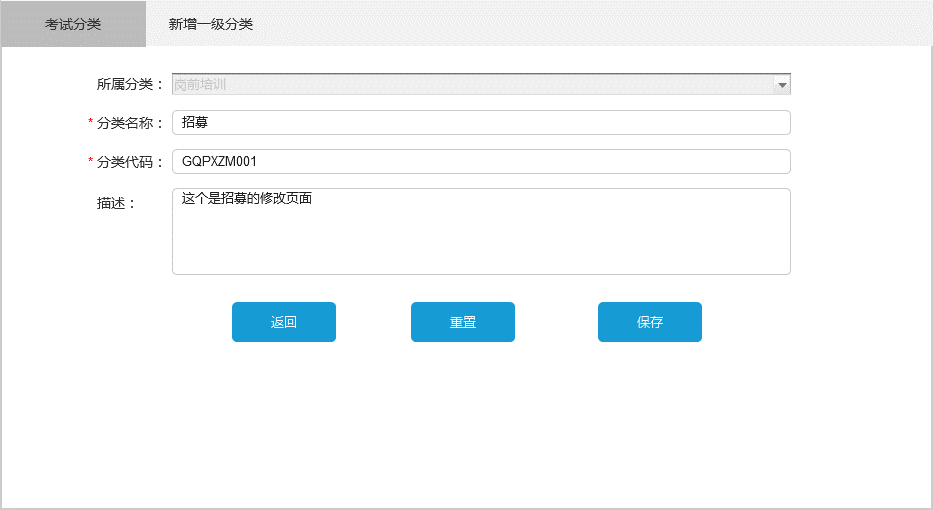 考试分类 新增一级分类
所属分类： 岗前培训
* 分类名称： 招募
* 分类代码： GQPXZM001
描述： 这个是招募的修改页面
返回 重置 保存